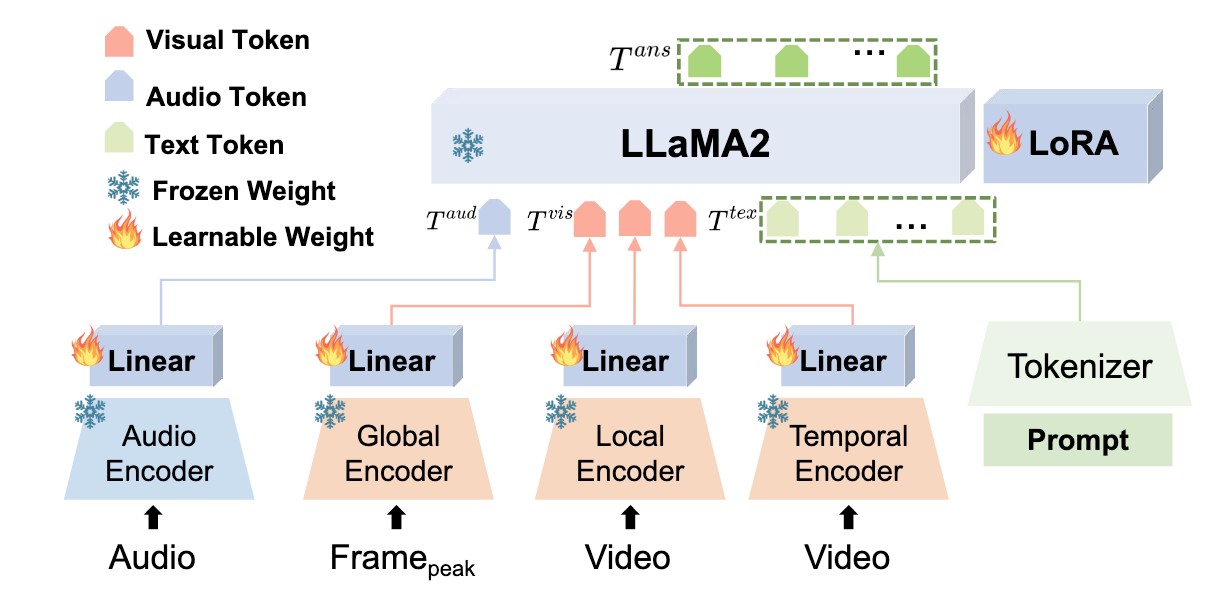 Visual Token
Audio Token
Text Token
Frozen Weight
Learnable Weight
T^{ans} ...
LLaMA2
LoRA
T^{aud} T^{vis} T^{tex} ...
Linear Linear Linear Linear
Audio Encoder
Global Encoder
Local Encoder
Temporal Encoder
Tokenizer
Prompt
Audio Frame_{peak} Video Video